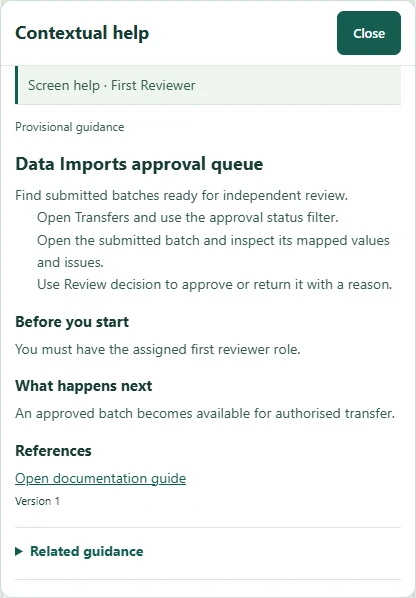 Contextual help
Close
Screen help · First Reviewer
Provisional guidance
Data Imports approval queue
Find submitted batches ready for independent review.
Open Transfers and use the approval status filter.
Open the submitted batch and inspect its mapped values
and issues.
Use Review decision to approve or return it with a reason.
Before you start
You must have the assigned first reviewer role.
What happens next
An approved batch becomes available for authorised transfer.
References
Open documentation guide
Version 1
Related guidance